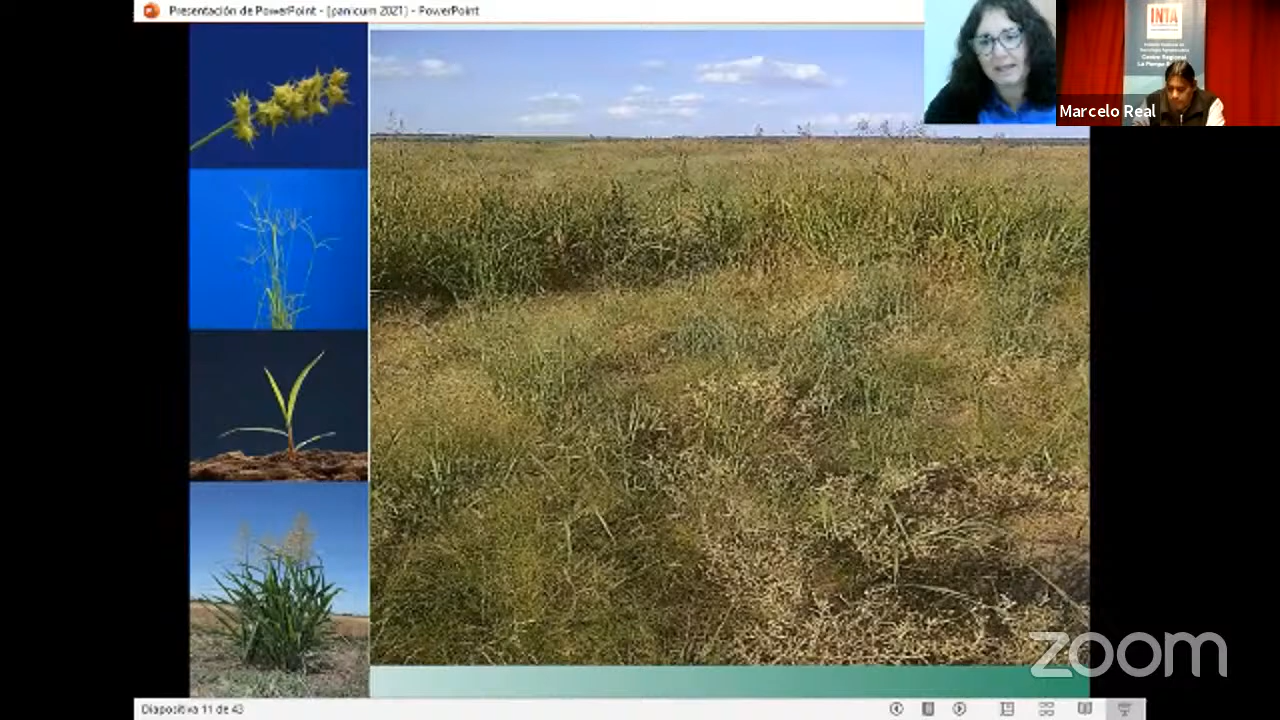 Presentación de PowerPoint - [panicum 2021] - PowerPoint
INTA
Marcelo Real
zoom
Diapositiva 11 de 43